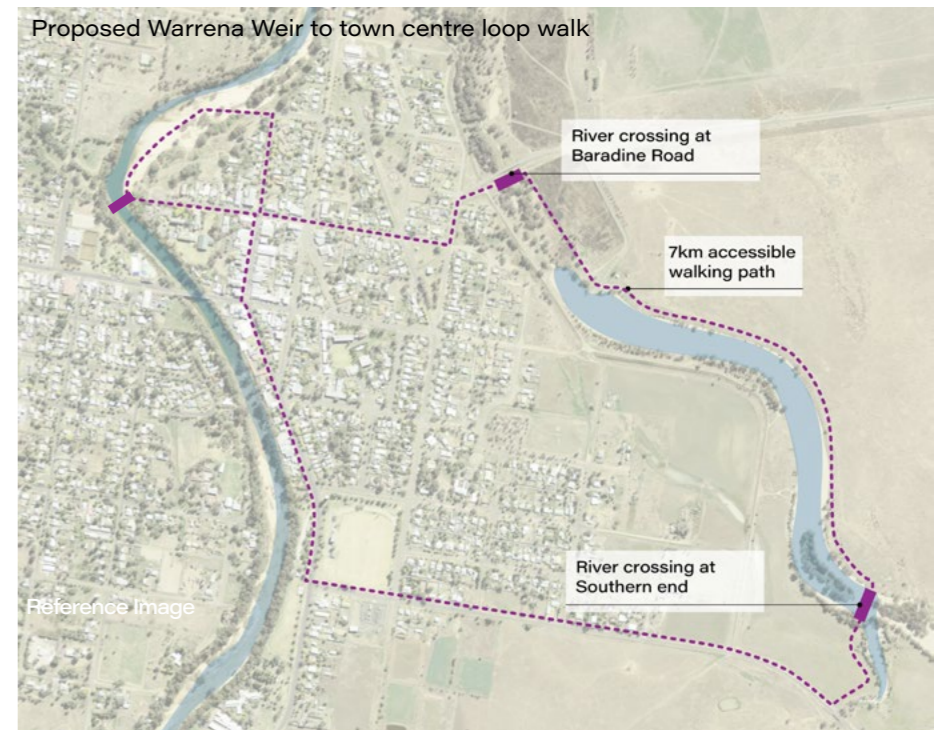 Proposed Warrena Weir to town centre loop walk
River crossing at
Baradine Road
7km accessible
walking path
River crossing at
Southern end
Reference Image